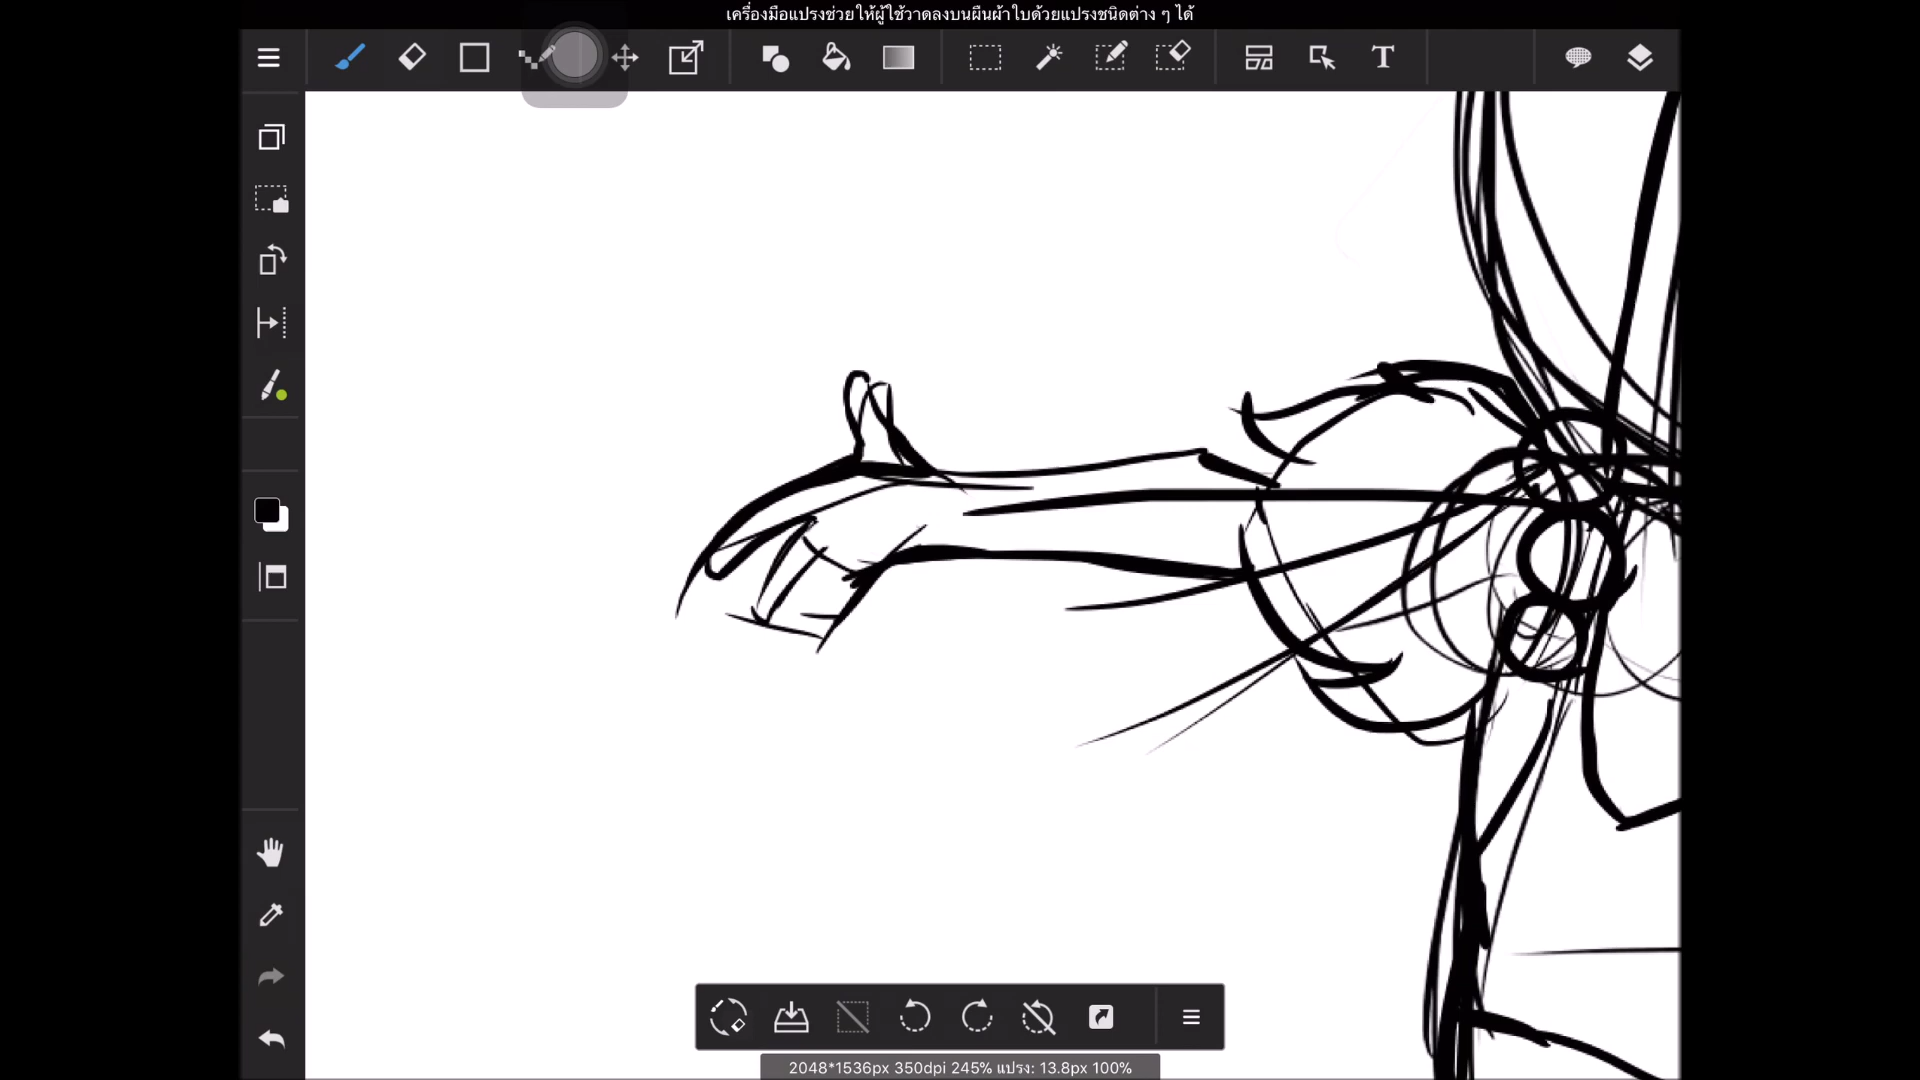 เครื่องมือแปรงช่วยให้ผู้ใช้วาดลงบนผืนผ้าใบด้วยแปรงชนิดต่าง ๆ ได้
T
2048*1536px 350dpi 245% แปรง: 13.8px 100%